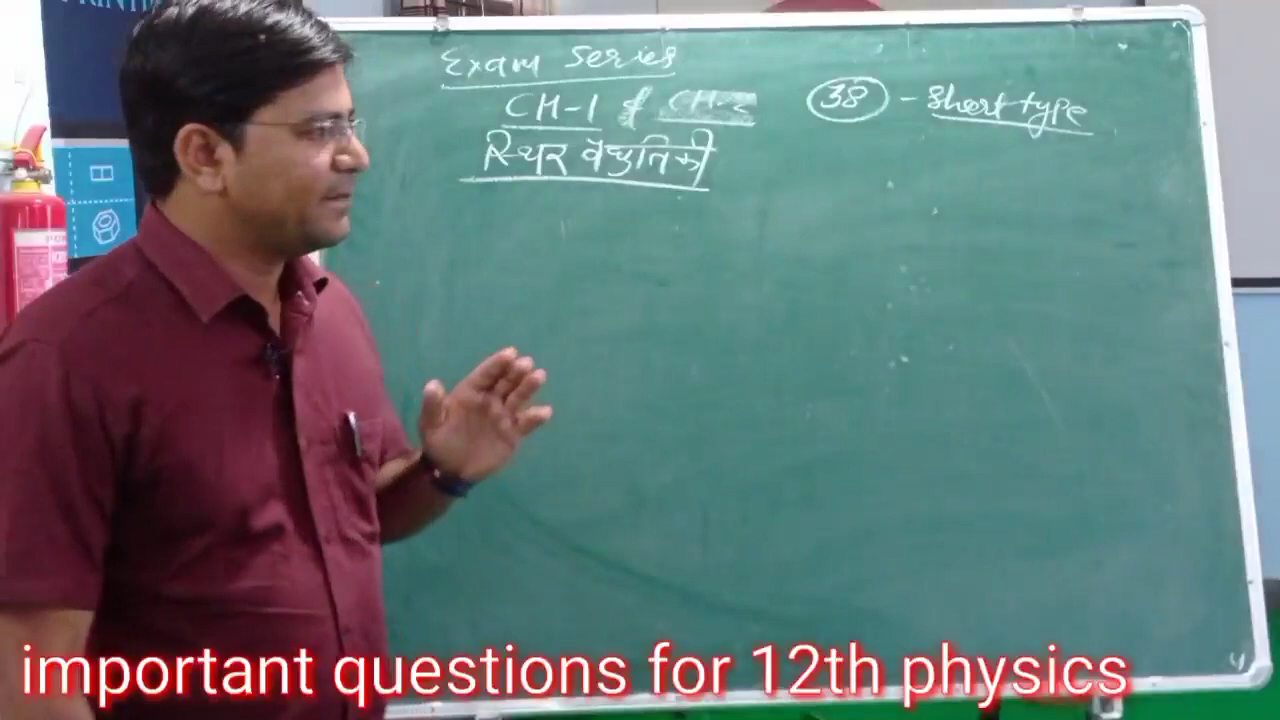 Exam Series
CH-1 & CH-2
38 - Short type
स्थिर वैधुतिकी
important questions for 12th physics